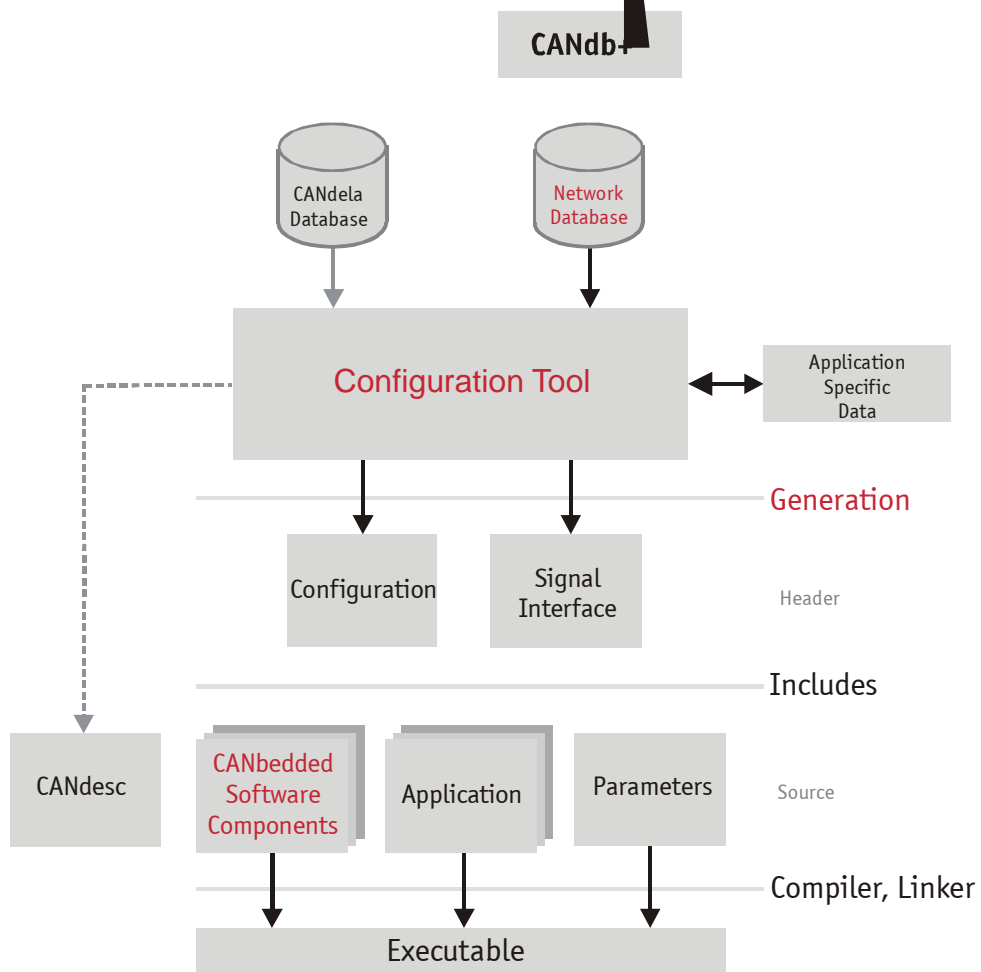 CANdb+
CANdela
Database
Network
Database
Configuration Tool
Application
Specific
Data
Generation
Configuration
Signal
Interface
Header
Includes
CANdesc
CANbedded
Software
Components
Application
Parameters
Source
Compiler, Linker
Executable